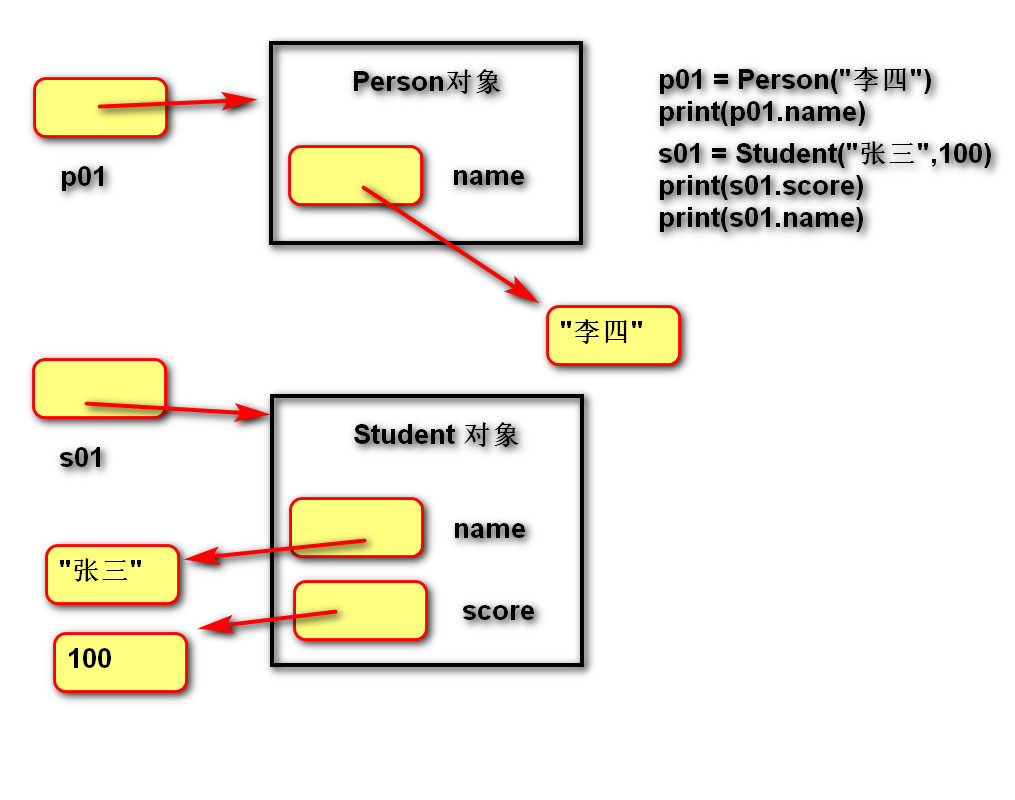 Person对象
p01
name
"李四"
p01 = Person("李四")
print(p01.name)
s01 = Student("张三",100)
print(s01.score)
print(s01.name)
s01
Student 对象
name
"张三"
score
100